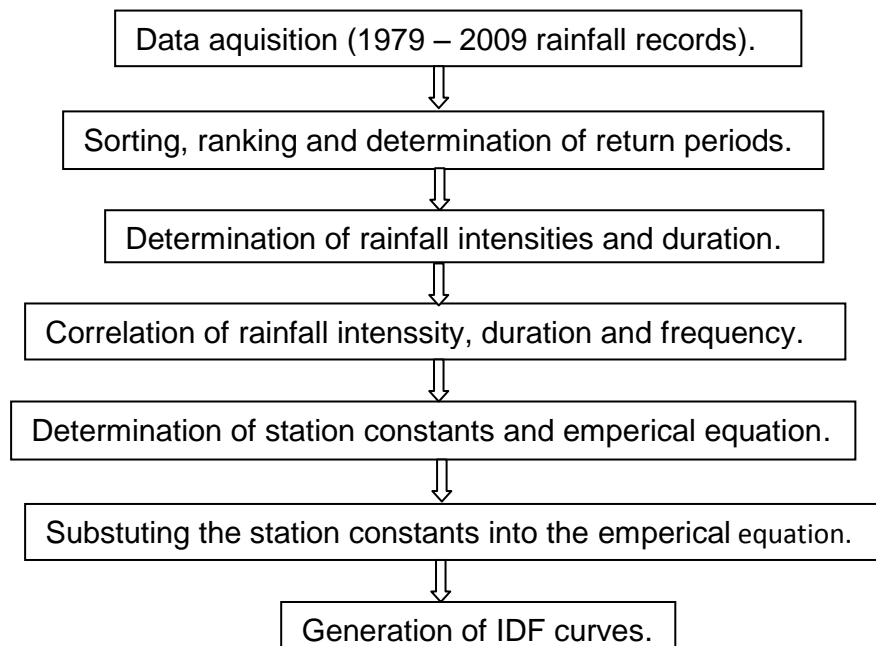 Data aquisition (1979 – 2009 rainfall records).
Sorting, ranking and determination of return periods.
Determination of rainfall intensities and duration.
Correlation of rainfall intenssity, duration and frequency.
Determination of station constants and emperical equation.
Substuting the station constants into the emperical equation.
Generation of IDF curves.